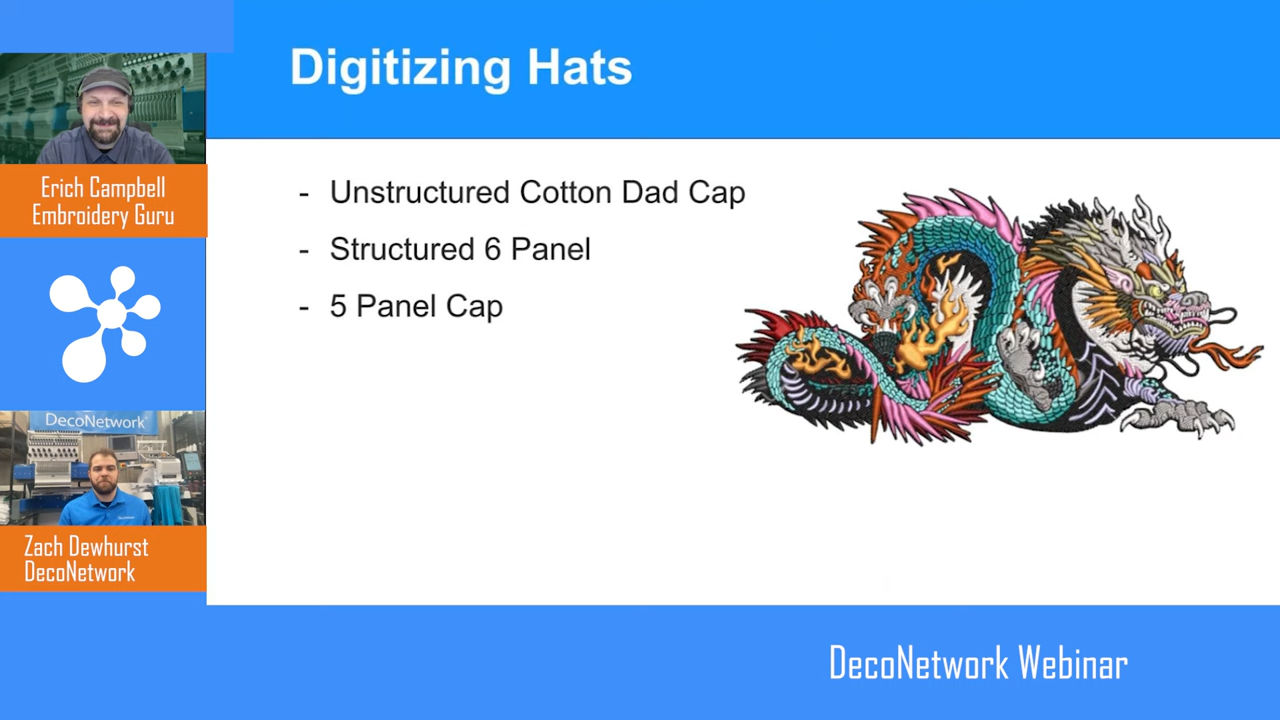 Digitizing Hats
- Unstructured Cotton Dad Cap
- Structured 6 Panel
- 5 Panel Cap
Erich Campbell
Embroidery Guru
DecoNetwork
Zach Dewhurst
DecoNetwork
DecoNetwork Webinar